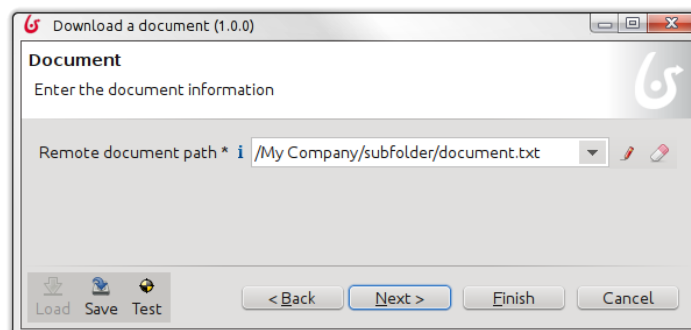 Download a document (1.0.0)
Document
Enter the document information
Remote document path * i /My Company/subfolder/document.txt
Load Save Test < Back Next > Finish Cancel